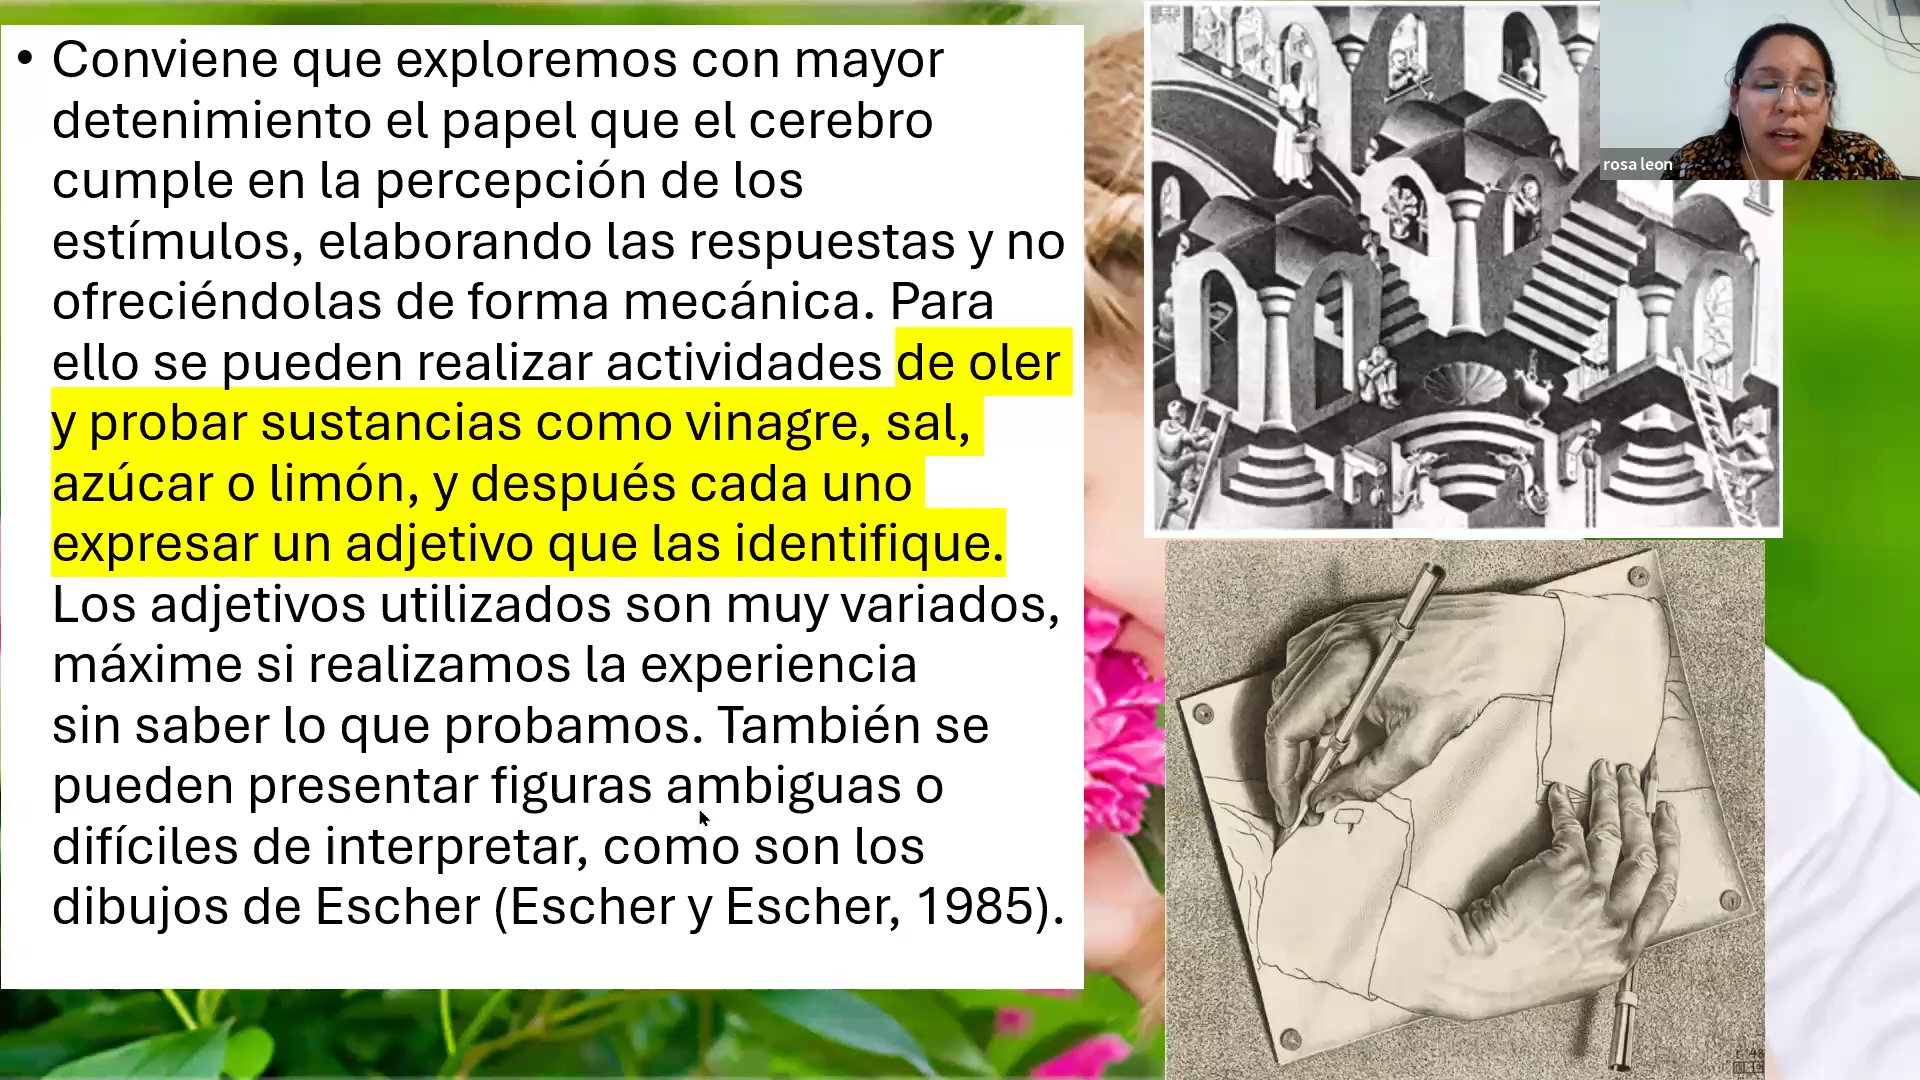 • Conviene que exploremos con mayor
detenimiento el papel que el cerebro
cumple en la percepción de los
estímulos, elaborando las respuestas y no
ofreciéndolas de forma mecánica. Para
ello se pueden realizar actividades de oler
y probar sustancias como vinagre, sal,
azúcar o limón, y después cada uno
expresar un adjetivo que las identifique.
Los adjetivos utilizados son muy variados,
máxime si realizamos la experiencia
sin saber lo que probamos. También se
pueden presentar figuras ambiguas o
difíciles de interpretar, como son los
dibujos de Escher (Escher y Escher, 1985).
rosa leon